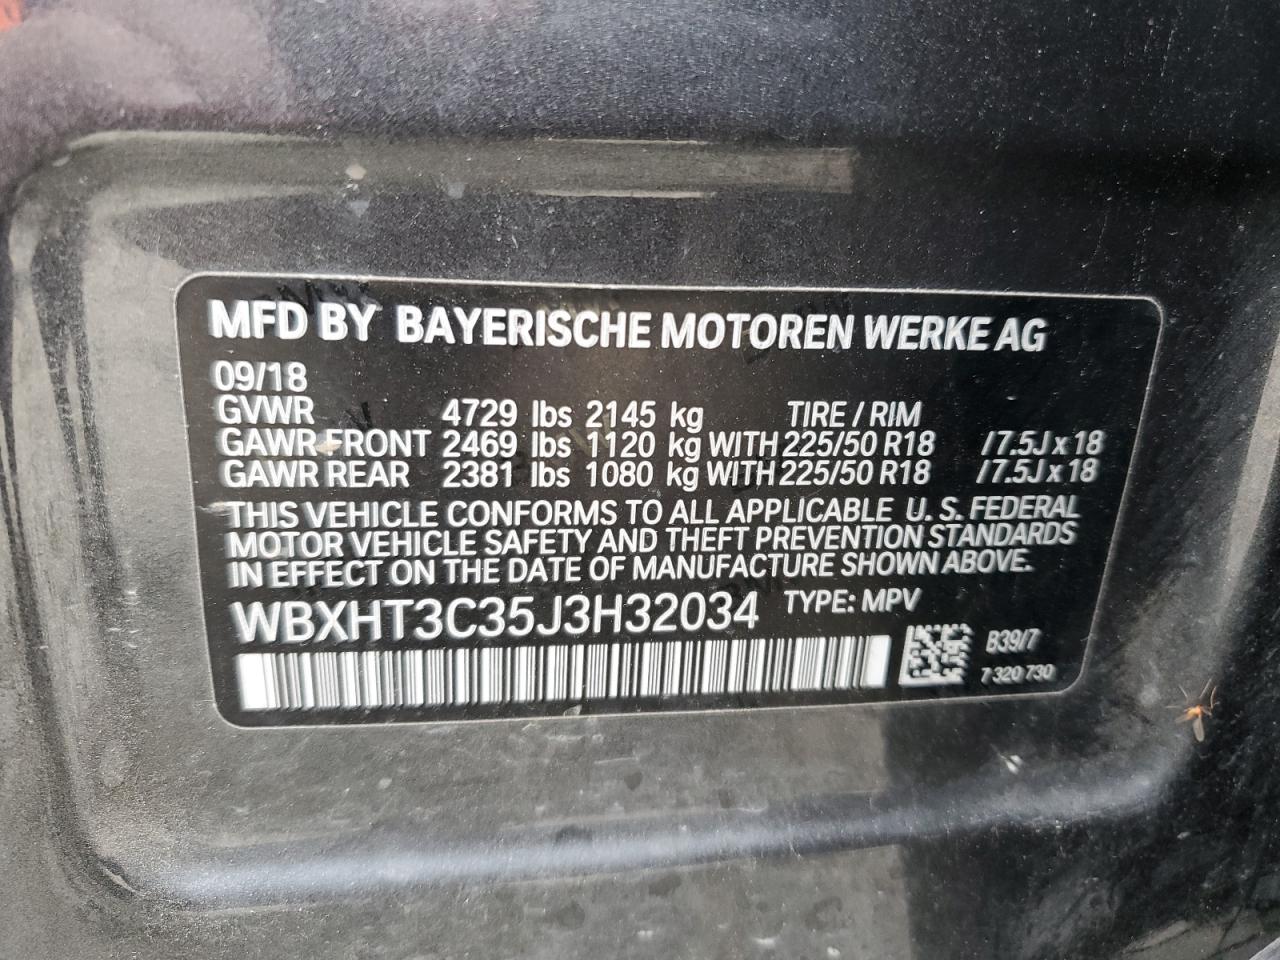 MFD BY BAYERISCHE MOTOREN WERKE AG
09/18
GVWR 4729 lbs 2145 kg TIRE / RIM
GAWR FRONT 2469 lbs 1120 kg WITH 225/50 R18 / 7.5J x 18
GAWR REAR 2381 lbs 1080 kg WITH 225/50 R18 / 7.5J x 18
THIS VEHICLE CONFORMS TO ALL APPLICABLE U. S. FEDERAL
MOTOR VEHICLE SAFETY AND THEFT PREVENTION STANDARDS
IN EFFECT ON THE DATE OF MANUFACTURE SHOWN ABOVE.
WBXHT3C35J3H32034 TYPE: MPV
B39/7
7 320 730